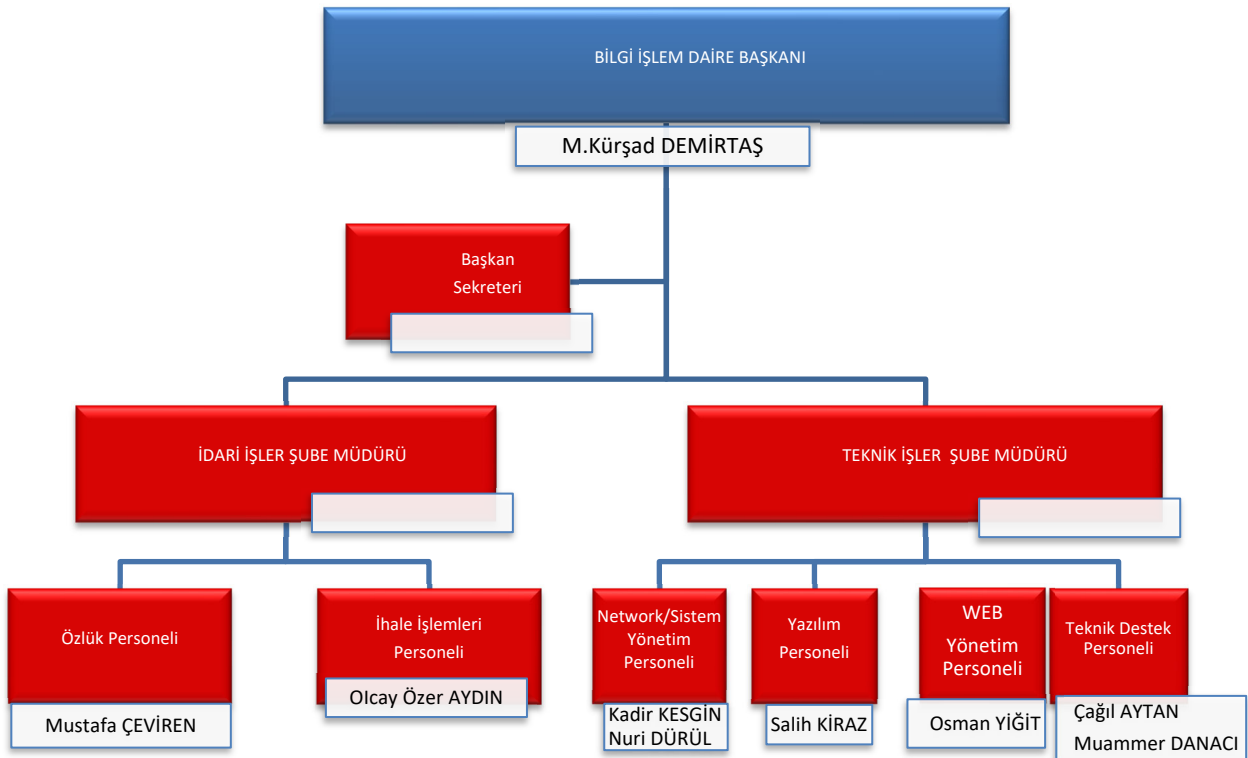 BİLGİ İŞLEM DAİRE BAŞKANI
M.Kürşad DEMİRTAŞ
Başkan
Sekreteri
İDARİ İŞLER ŞUBE MÜDÜRÜ
TEKNİK İŞLER ŞUBE MÜDÜRÜ
Özlük Personeli
Mustafa ÇEVİREN
İhale İşlemleri
Personeli
OIcay Özer AYDIN
Network/Sistem
Yönetim
Personeli
Kadir KESGİN
Nuri DÜRÜL
Yazılım
Personeli
Salih KİRAZ
WEB
Yönetim
Personeli
Osman YİĞİT
Teknik Destek
Personeli
Çağıl AYTAN
Muammer DANACI